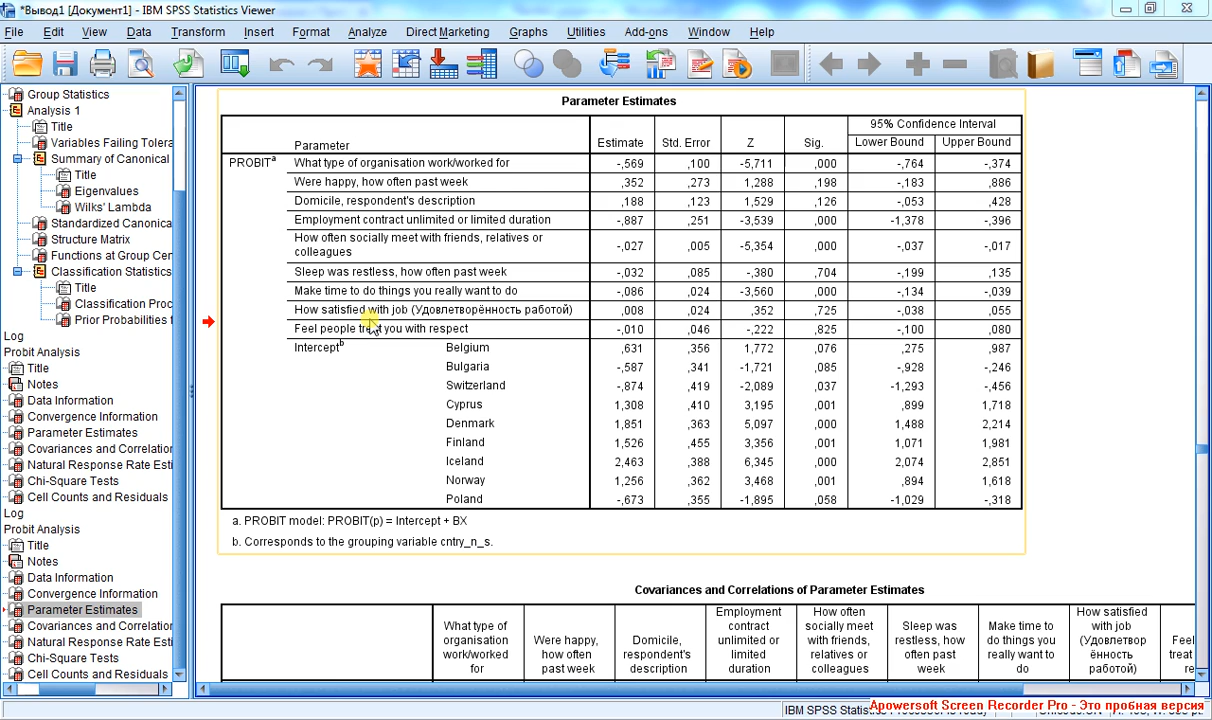 *Вывод1 [Документ1] - IBM SPSS Statistics Viewer
File Edit View Data Transform Insert Format Analyze Direct Marketing Graphs Utilities Add-ons Window Help
Group Statistics
Analysis 1
Title
Variables Failing Tolera
Summary of Canonical
Title
Eigenvalues
Wilks' Lambda
Standardized Canonica
Structure Matrix
Functions at Group Cen
Classification Statistics
Title
Classification Proc
Prior Probabilities f
Log
Probit Analysis
Title
Notes
Data Information
Convergence Information
Parameter Estimates
Covariances and Correlation
Natural Response Rate Esti
Chi-Square Tests
Cell Counts and Residuals
Log
Probit Analysis
Title
Notes
Data Information
Convergence Information
Parameter Estimates
Covariances and Correlation
Natural Response Rate Esti
Chi-Square Tests
Cell Counts and Residuals
Parameter Estimates
95% Confidence Interval
Parameter Estimate Std. Error Z Sig. Lower Bound Upper Bound
PROBITa What type of organisation work/worked for -,569 ,100 -5,711 ,000 -,764 -,374
Were happy, how often past week ,352 ,273 1,288 ,198 -,183 ,886
Domicile, respondent's description ,188 ,123 1,529 ,126 -,053 ,428
Employment contract unlimited or limited duration -,887 ,251 -3,539 ,000 -1,378 -,396
How often socially meet with friends, relatives or
colleagues -,027 ,005 -5,354 ,000 -,037 -,017
Sleep was restless, how often past week -,032 ,085 -,380 ,704 -,199 ,135
Make time to do things you really want to do -,086 ,024 -3,560 ,000 -,134 -,039
How satisfied with job (Удовлетворённость работой) ,008 ,024 ,352 ,725 -,038 ,055
Feel people treat you with respect -,010 ,046 -,222 ,825 -,100 ,080
Interceptb Belgium ,631 ,356 1,772 ,076 ,275 ,987
Bulgaria -,587 ,341 -1,721 ,085 -,928 -,246
Switzerland -,874 ,419 -2,089 ,037 -1,293 -,456
Cyprus 1,308 ,410 3,195 ,001 ,899 1,718
Denmark 1,851 ,363 5,097 ,000 1,488 2,214
Finland 1,526 ,455 3,356 ,001 1,071 1,981
Iceland 2,463 ,388 6,345 ,000 2,074 2,851
Norway 1,256 ,362 3,468 ,001 ,894 1,618
Poland -,673 ,355 -1,895 ,058 -1,029 -,318
a. PROBIT model: PROBIT(p) = Intercept + BX
b. Corresponds to the grouping variable cntry_n_s.
Covariances and Correlations of Parameter Estimates
What type of
organisation
work/worked
for
Were happy,
how often
past week
Domicile,
respondent's
description
Employment
contract
unlimited or
limited
duration
How often
socially meet
with friends,
relatives or
colleagues
Sleep was
restless, how
often past
week
Make time to
do things you
really want to
do
How satisfied
with job
(Удовлетвор
ённость
работой)
Feel
treat
re
IBM SPSS Statistics
Apowersoft Screen Recorder Pro - Это пробная версия